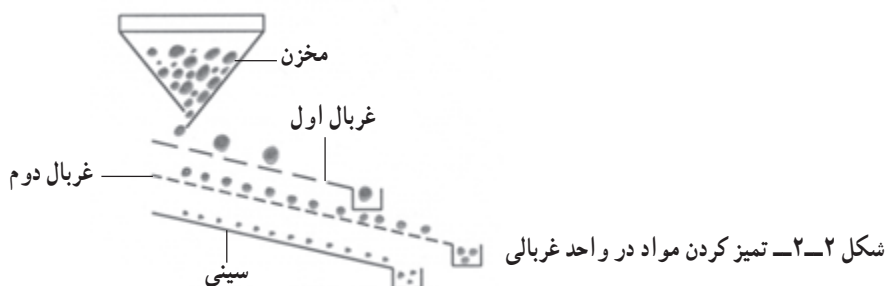 مخزن
غربال اول
غربال دوم
سینی
شکل ۲ــ۲ــ تمیز کردن مواد در واحد غربالی